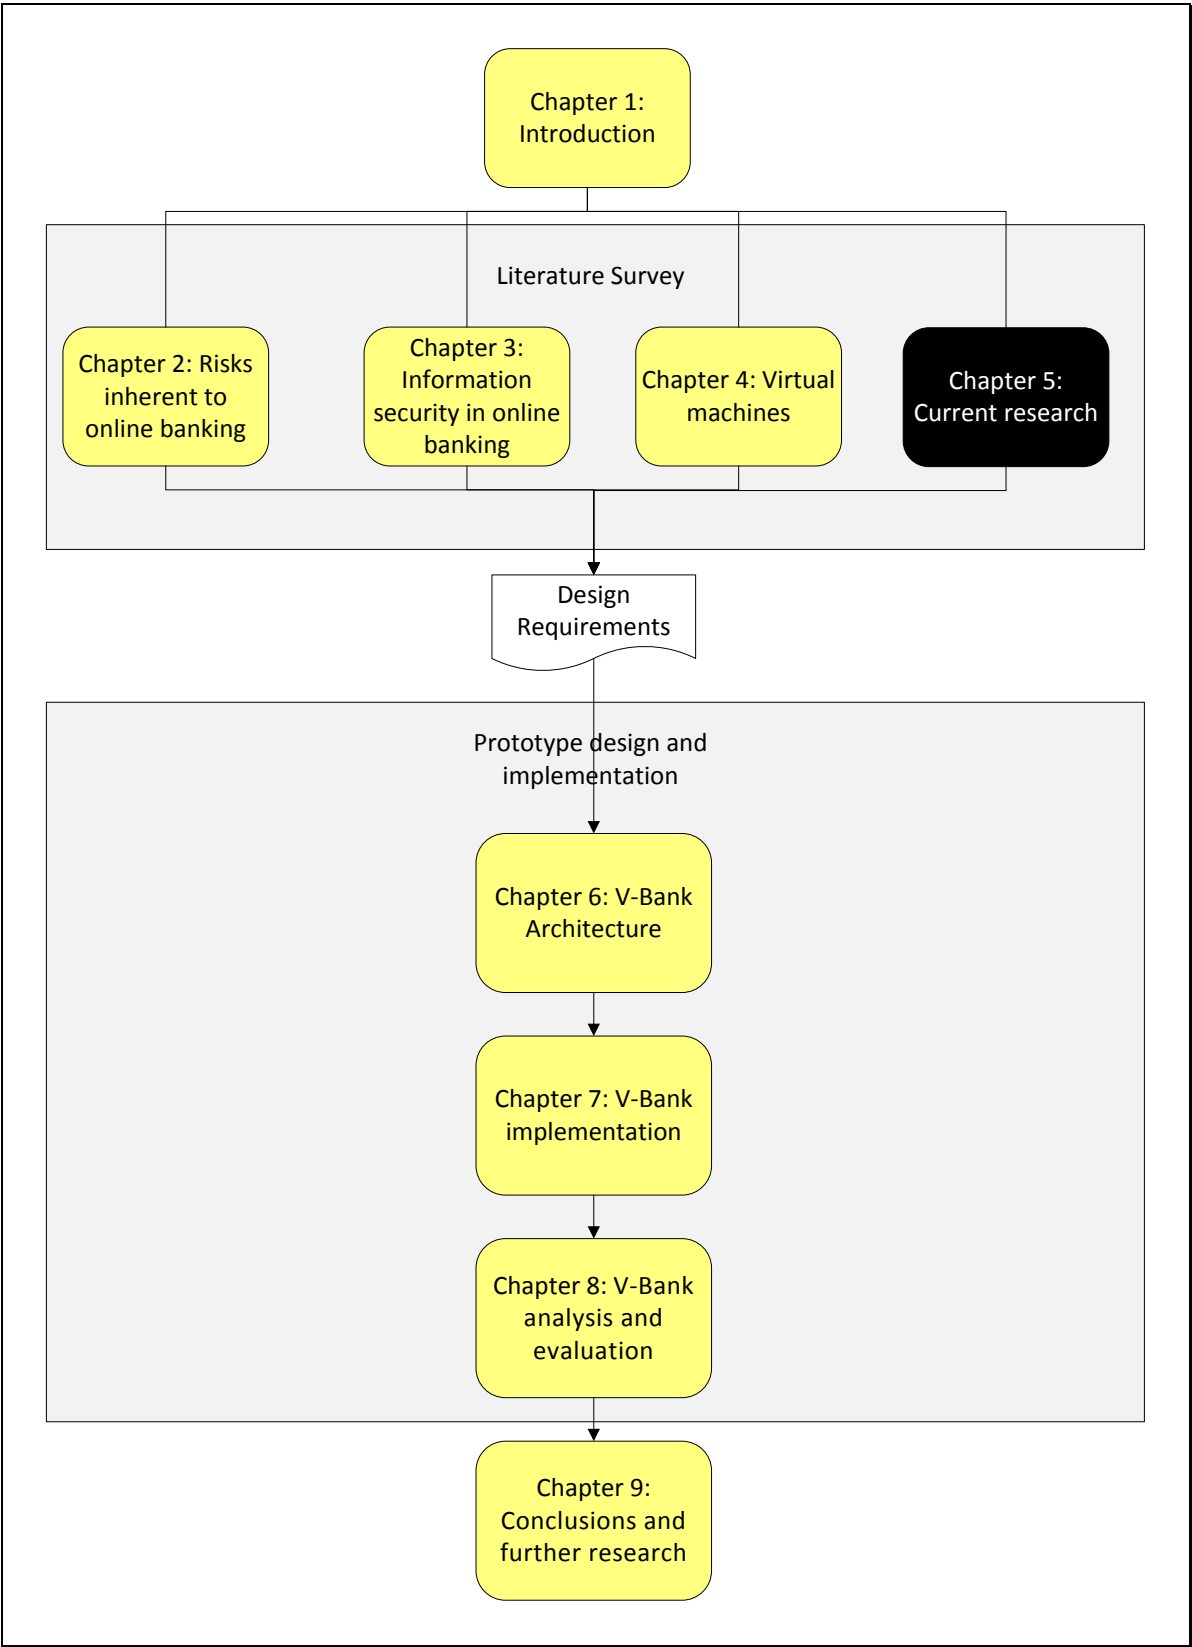 Chapter 1:
Introduction
Literature Survey
Chapter 2: Risks
inherent to
online banking
Chapter 3:
Information
security in online
banking
Chapter 4: Virtual
machines
Chapter 5:
Current research
Design
Requirements
Prototype design and
implementation
Chapter 6: V-Bank
Architecture
Chapter 7: V-Bank
implementation
Chapter 8: V-Bank
analysis and
evaluation
Chapter 9:
Conclusions and
further research